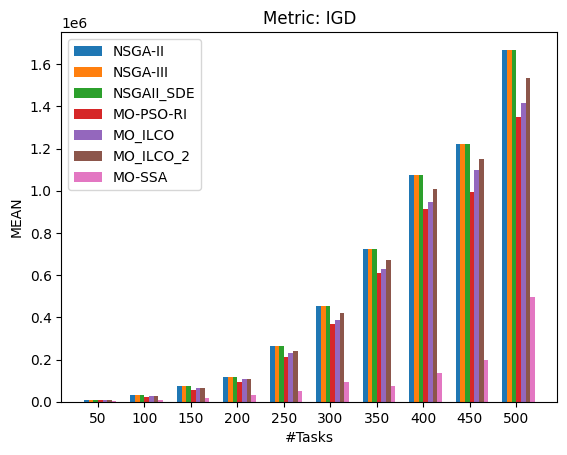 Metric: IGD
1e6
NSGA-II
NSGA-III
NSGAII_SDE
MO-PSO-RI
MO_ILCO
MO_ILCO_2
MO-SSA
MEAN
1.6
1.4
1.2
1.0
0.8
0.6
0.4
0.2
0.0
50 100 150 200 250 300 350 400 450 500
#Tasks